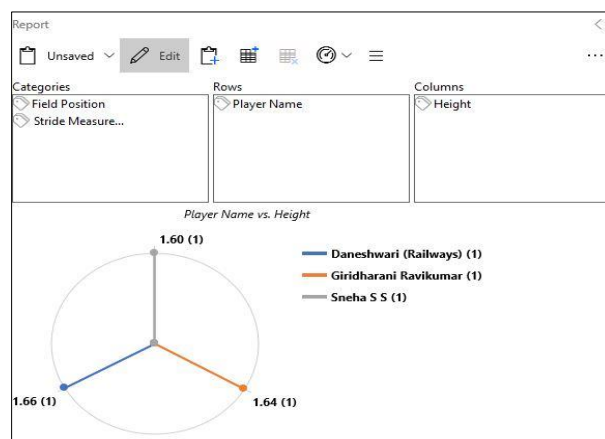 Report
Unsaved Edit
Categories Rows Columns
Field Position Player Name Height
Stride Measure...
Player Name vs. Height
1.60 (1)
Daneshwari (Railways) (1)
Giridharani Ravikumar (1)
Sneha S S (1)
1.66 (1) 1.64 (1)